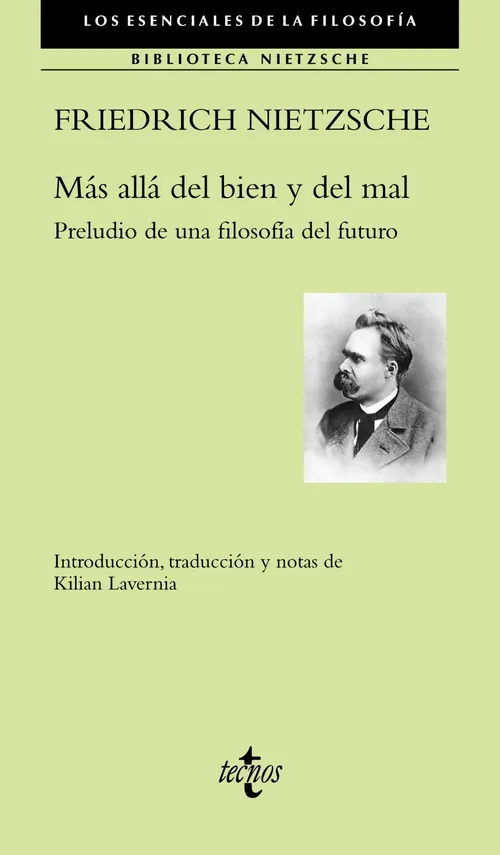 LOS ESENCIALES DE LA FILOSOFÍA
BIBLIOTECA NIETZSCHE
FRIEDRICH NIETZSCHE
Más allá del bien y del mal
Preludio de una filosofía del futuro
Introducción, traducción y notas de
Kilian Lavernia
tecnos